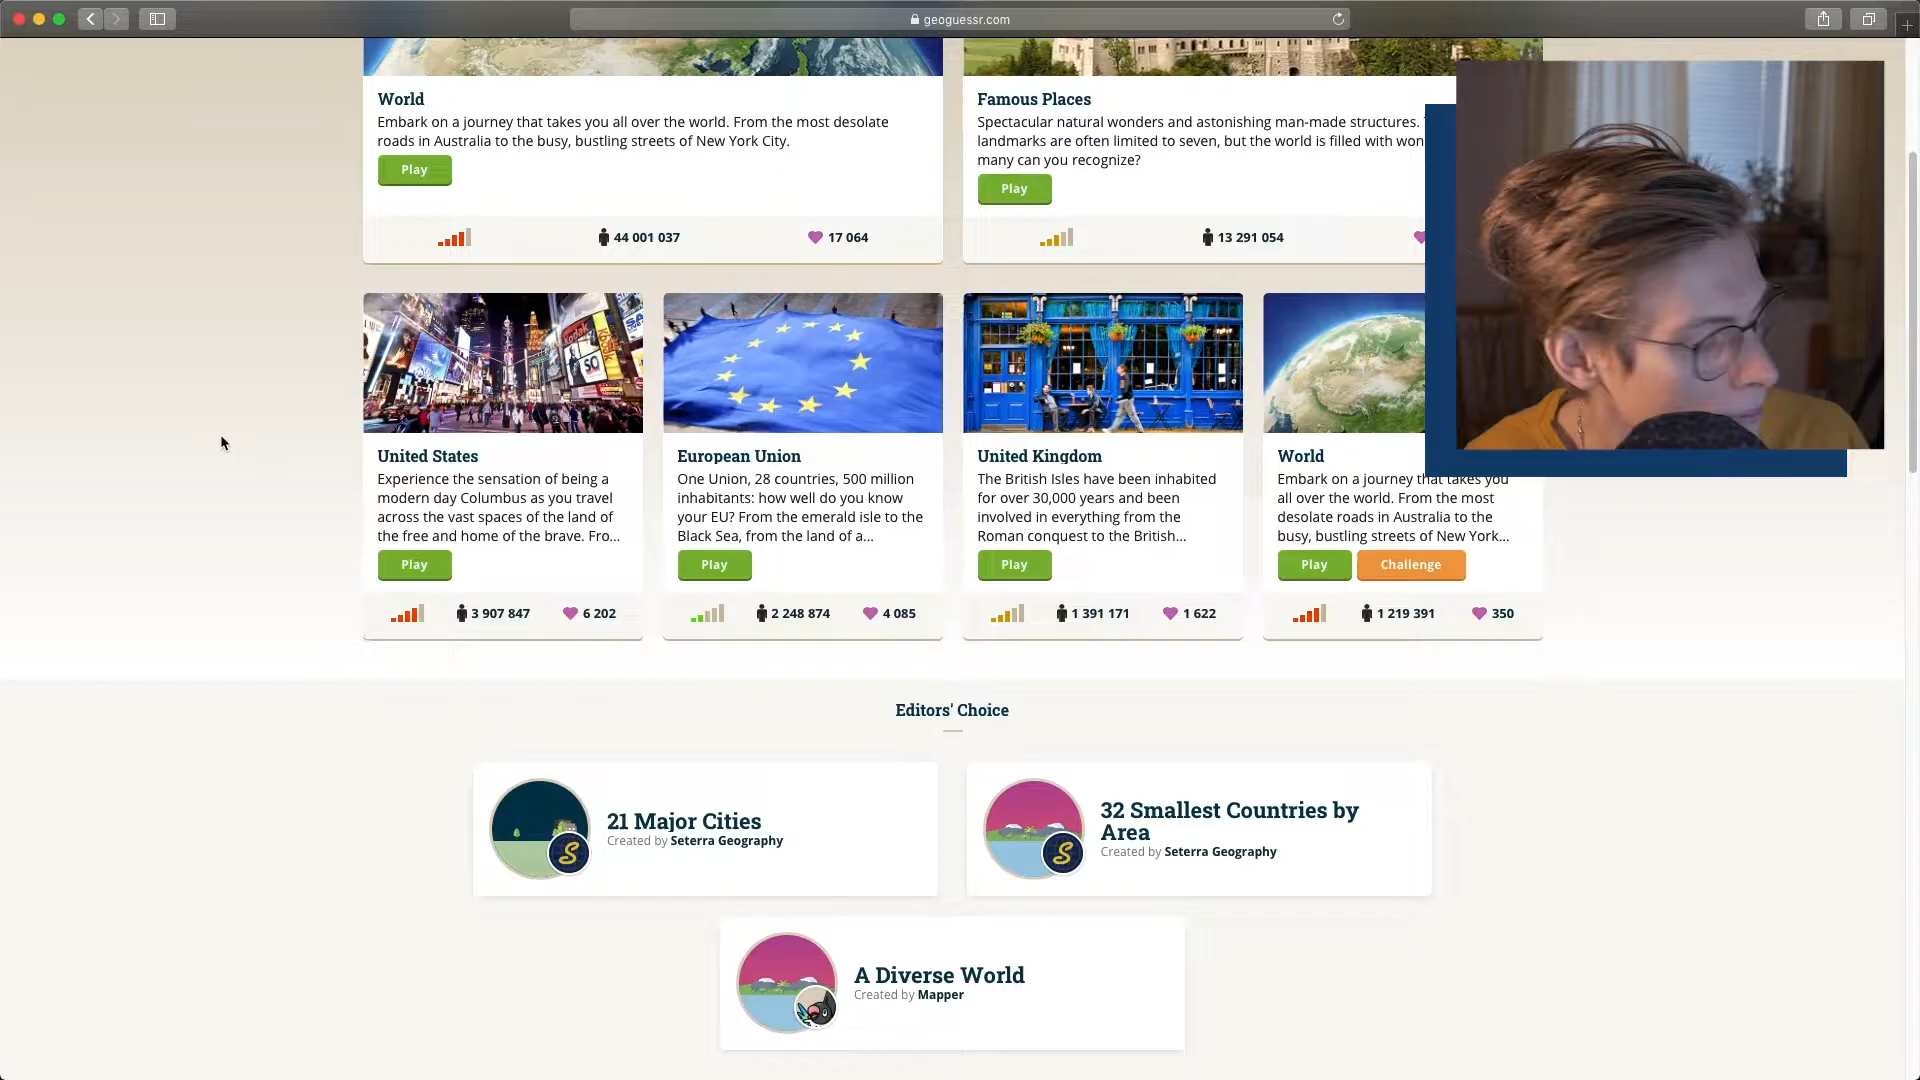 geoguessr.com
World
Embark on a journey that takes you all over the world. From the most desolate
roads in Australia to the busy, bustling streets of New York City.
Play
44 001 037
17 064
Famous Places
Spectacular natural wonders and astonishing man-made structures.
landmarks are often limited to seven, but the world is filled with
many can you recognize?
Play
13 291 054
United States
Experience the sensation of being a
modern day Columbus as you travel
across the vast spaces of the land of
the free and home of the brave. Fro...
Play
3 907 847
6 202
European Union
One Union, 28 countries, 500 million
inhabitants: how well do you know
your EU? From the emerald isle to the
Black Sea, from the land of a...
Play
2 248 874
4 085
United Kingdom
The British Isles have been inhabited
for over 30,000 years and been
involved in everything from the
Roman conquest to the British...
Play
1 391 171
1 622
World
Embark on a journey that takes you
all over the world. From the most
desolate roads in Australia to the
busy, bustling streets of New York...
Play
Challenge
1 219 391
350
Kodak
SO
Editors' Choice
21 Major Cities
Created by Seterra Geography
S
32 Smallest Countries by
Area
Created by Seterra Geography
S
A Diverse World
Created by Mapper